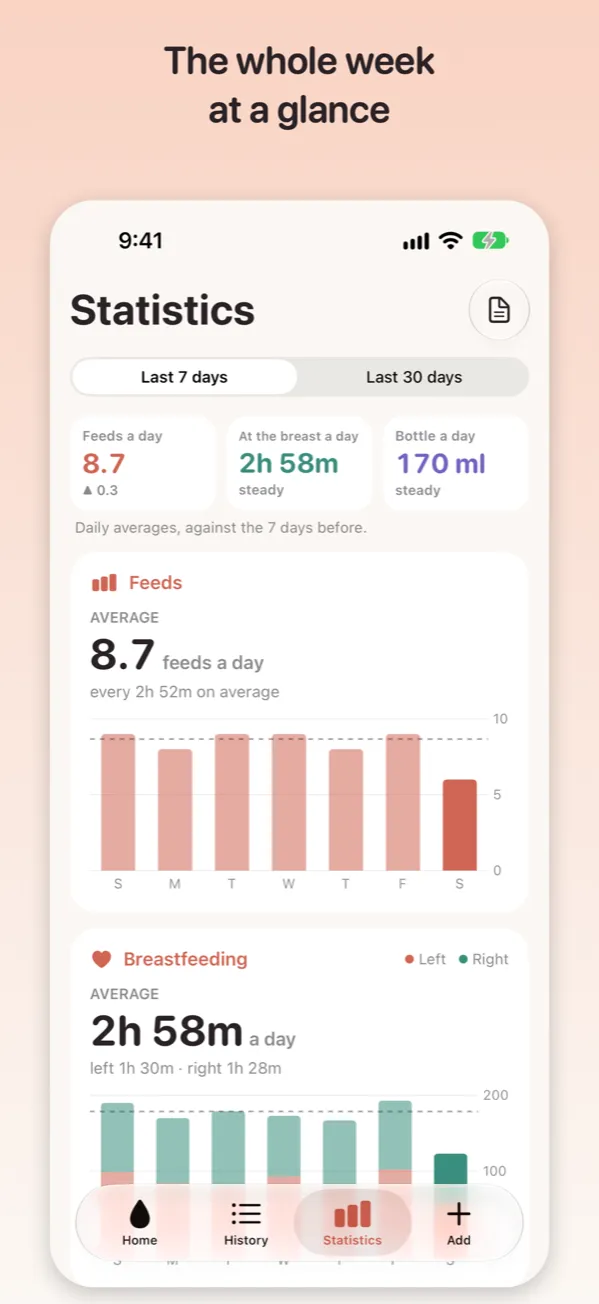 The whole week
at a glance
9:41
Statistics
Last 7 days
Last 30 days
Feeds a day
8.7
▲ 0.3
At the breast a day
2h 58m
steady
Bottle a day
170 ml
steady
Daily averages, against the 7 days before.
Feeds
AVERAGE
8.7 feeds a day
every 2h 52m on average
10
5
0
S M T W T F S
Breastfeeding
Left Right
AVERAGE
2h 58m a day
left 1h 30m · right 1h 28m
200
100
Home
History
Statistics
Add